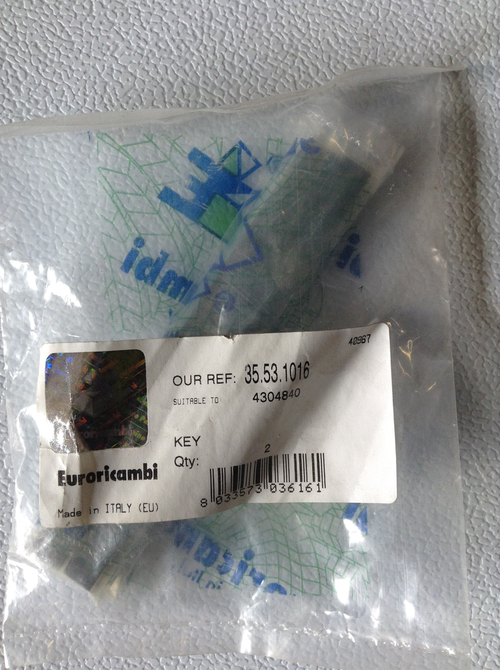 40967
OUR REF: 35.53.1016
SUITABLE TO 4304840
KEY
Qty: 2
Euroricambi
8 033573 036161
Made in ITALY (EU)